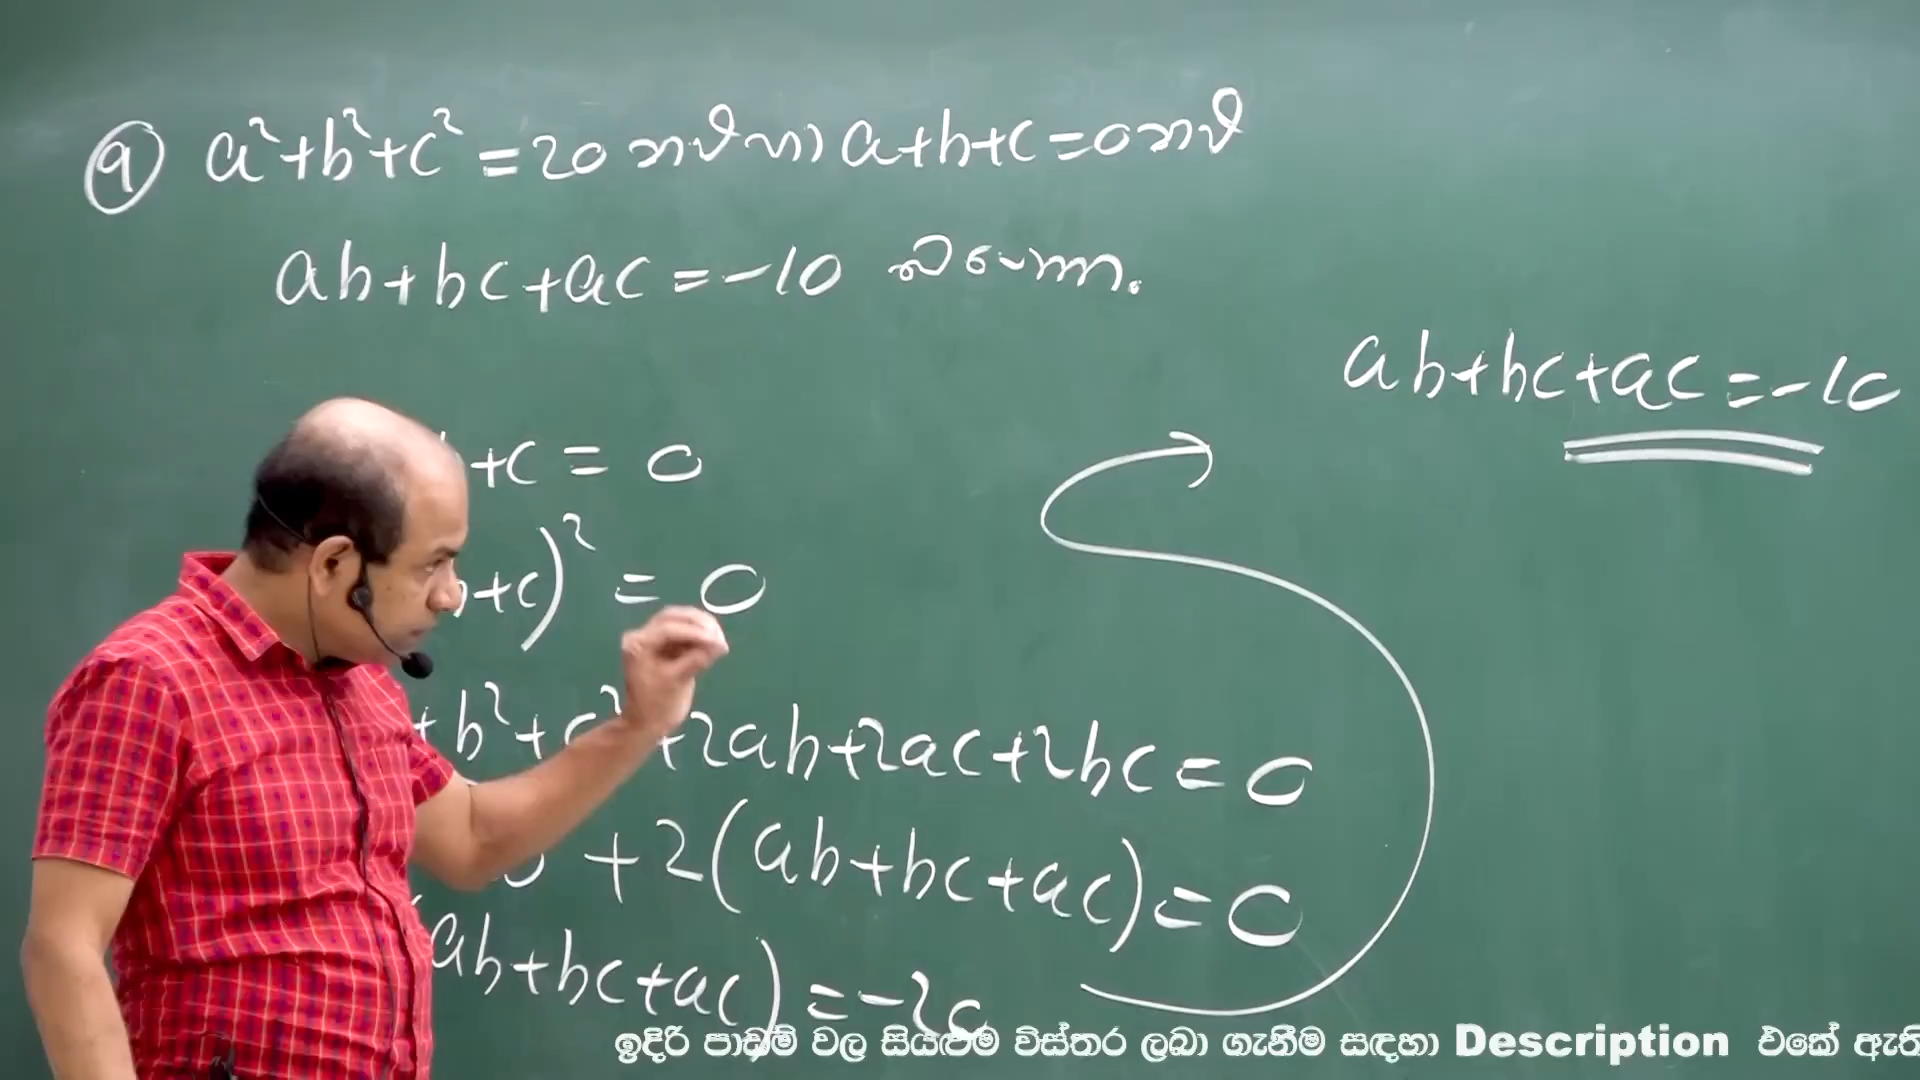 9 a²+b²+c² = 20 නම් හා a+b+c=0 නම්
ab+bc+ac = -10 බව පෙන්වන්න.
+c = 0
+c)² = 0
+b²+c²+2ab+2ac+2bc = 0
+2(ab+bc+ac) = 0
(ab+bc+ac) = -20
ab+bc+ac = -10
ඉදිරි පාඩම් වල සියළුම විස්තර ලබා ගැනීම සඳහා Description එකේ ඇති